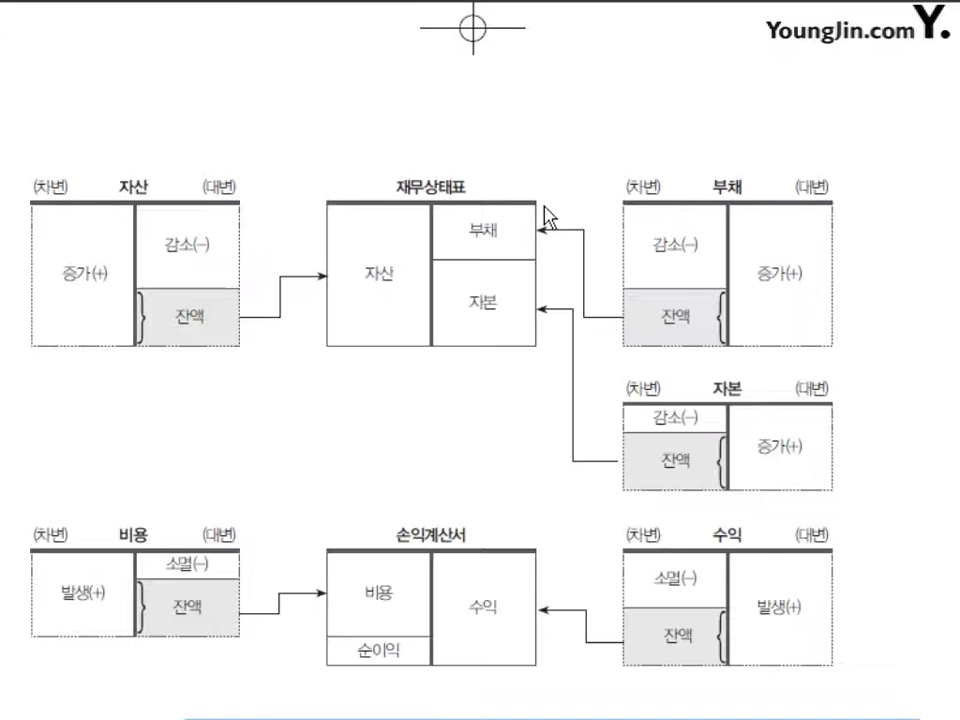 YoungJin.com Y.
(차변) 자산 (대변)
증가(+)
감소(-)
잔액
재무상태표
자산
부채
자본
(차변) 부채 (대변)
감소(-)
잔액
증가(+)
(차변) 자본 (대변)
감소(-)
잔액
증가(+)
(차변) 비용 (대변)
발생(+)
소멸(-)
잔액
손익계산서
비용
순이익
수익
(차변) 수익 (대변)
소멸(-)
잔액
발생(+)